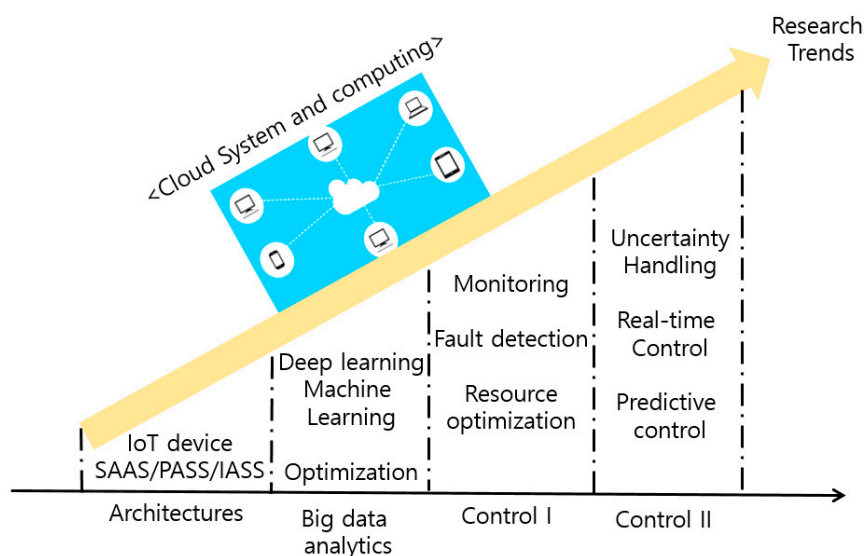 Research
Trends
<Cloud System and computing>
IoT device
SAAS/PASS/IASS
Deep learning
Machine
Learning
Optimization
Monitoring
Fault detection
Resource
optimization
Uncertainty
Handling
Real-time
Control
Predictive
control
Architectures
Big data
analytics
Control I
Control II